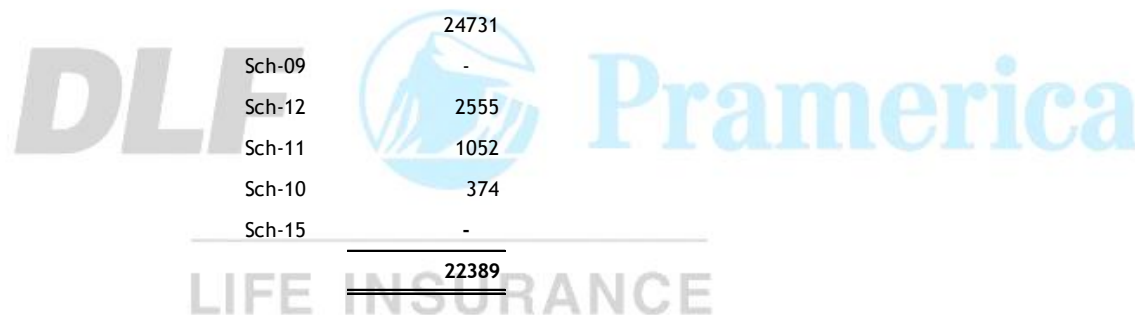 24731
DLF Pramerica
Sch-09 -
Sch-12 2555
Sch-11 1052
Sch-10 374
Sch-15 -
22389
LIFE INSURANCE